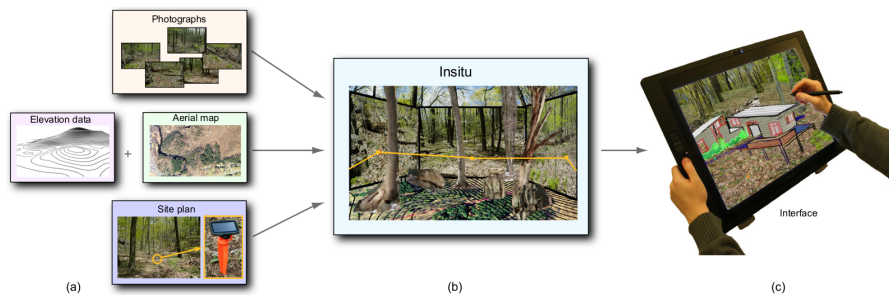 Photographs
Elevation data
+
Aerial map
Site plan
Insitu
Interface
(a)
(b)
(c)